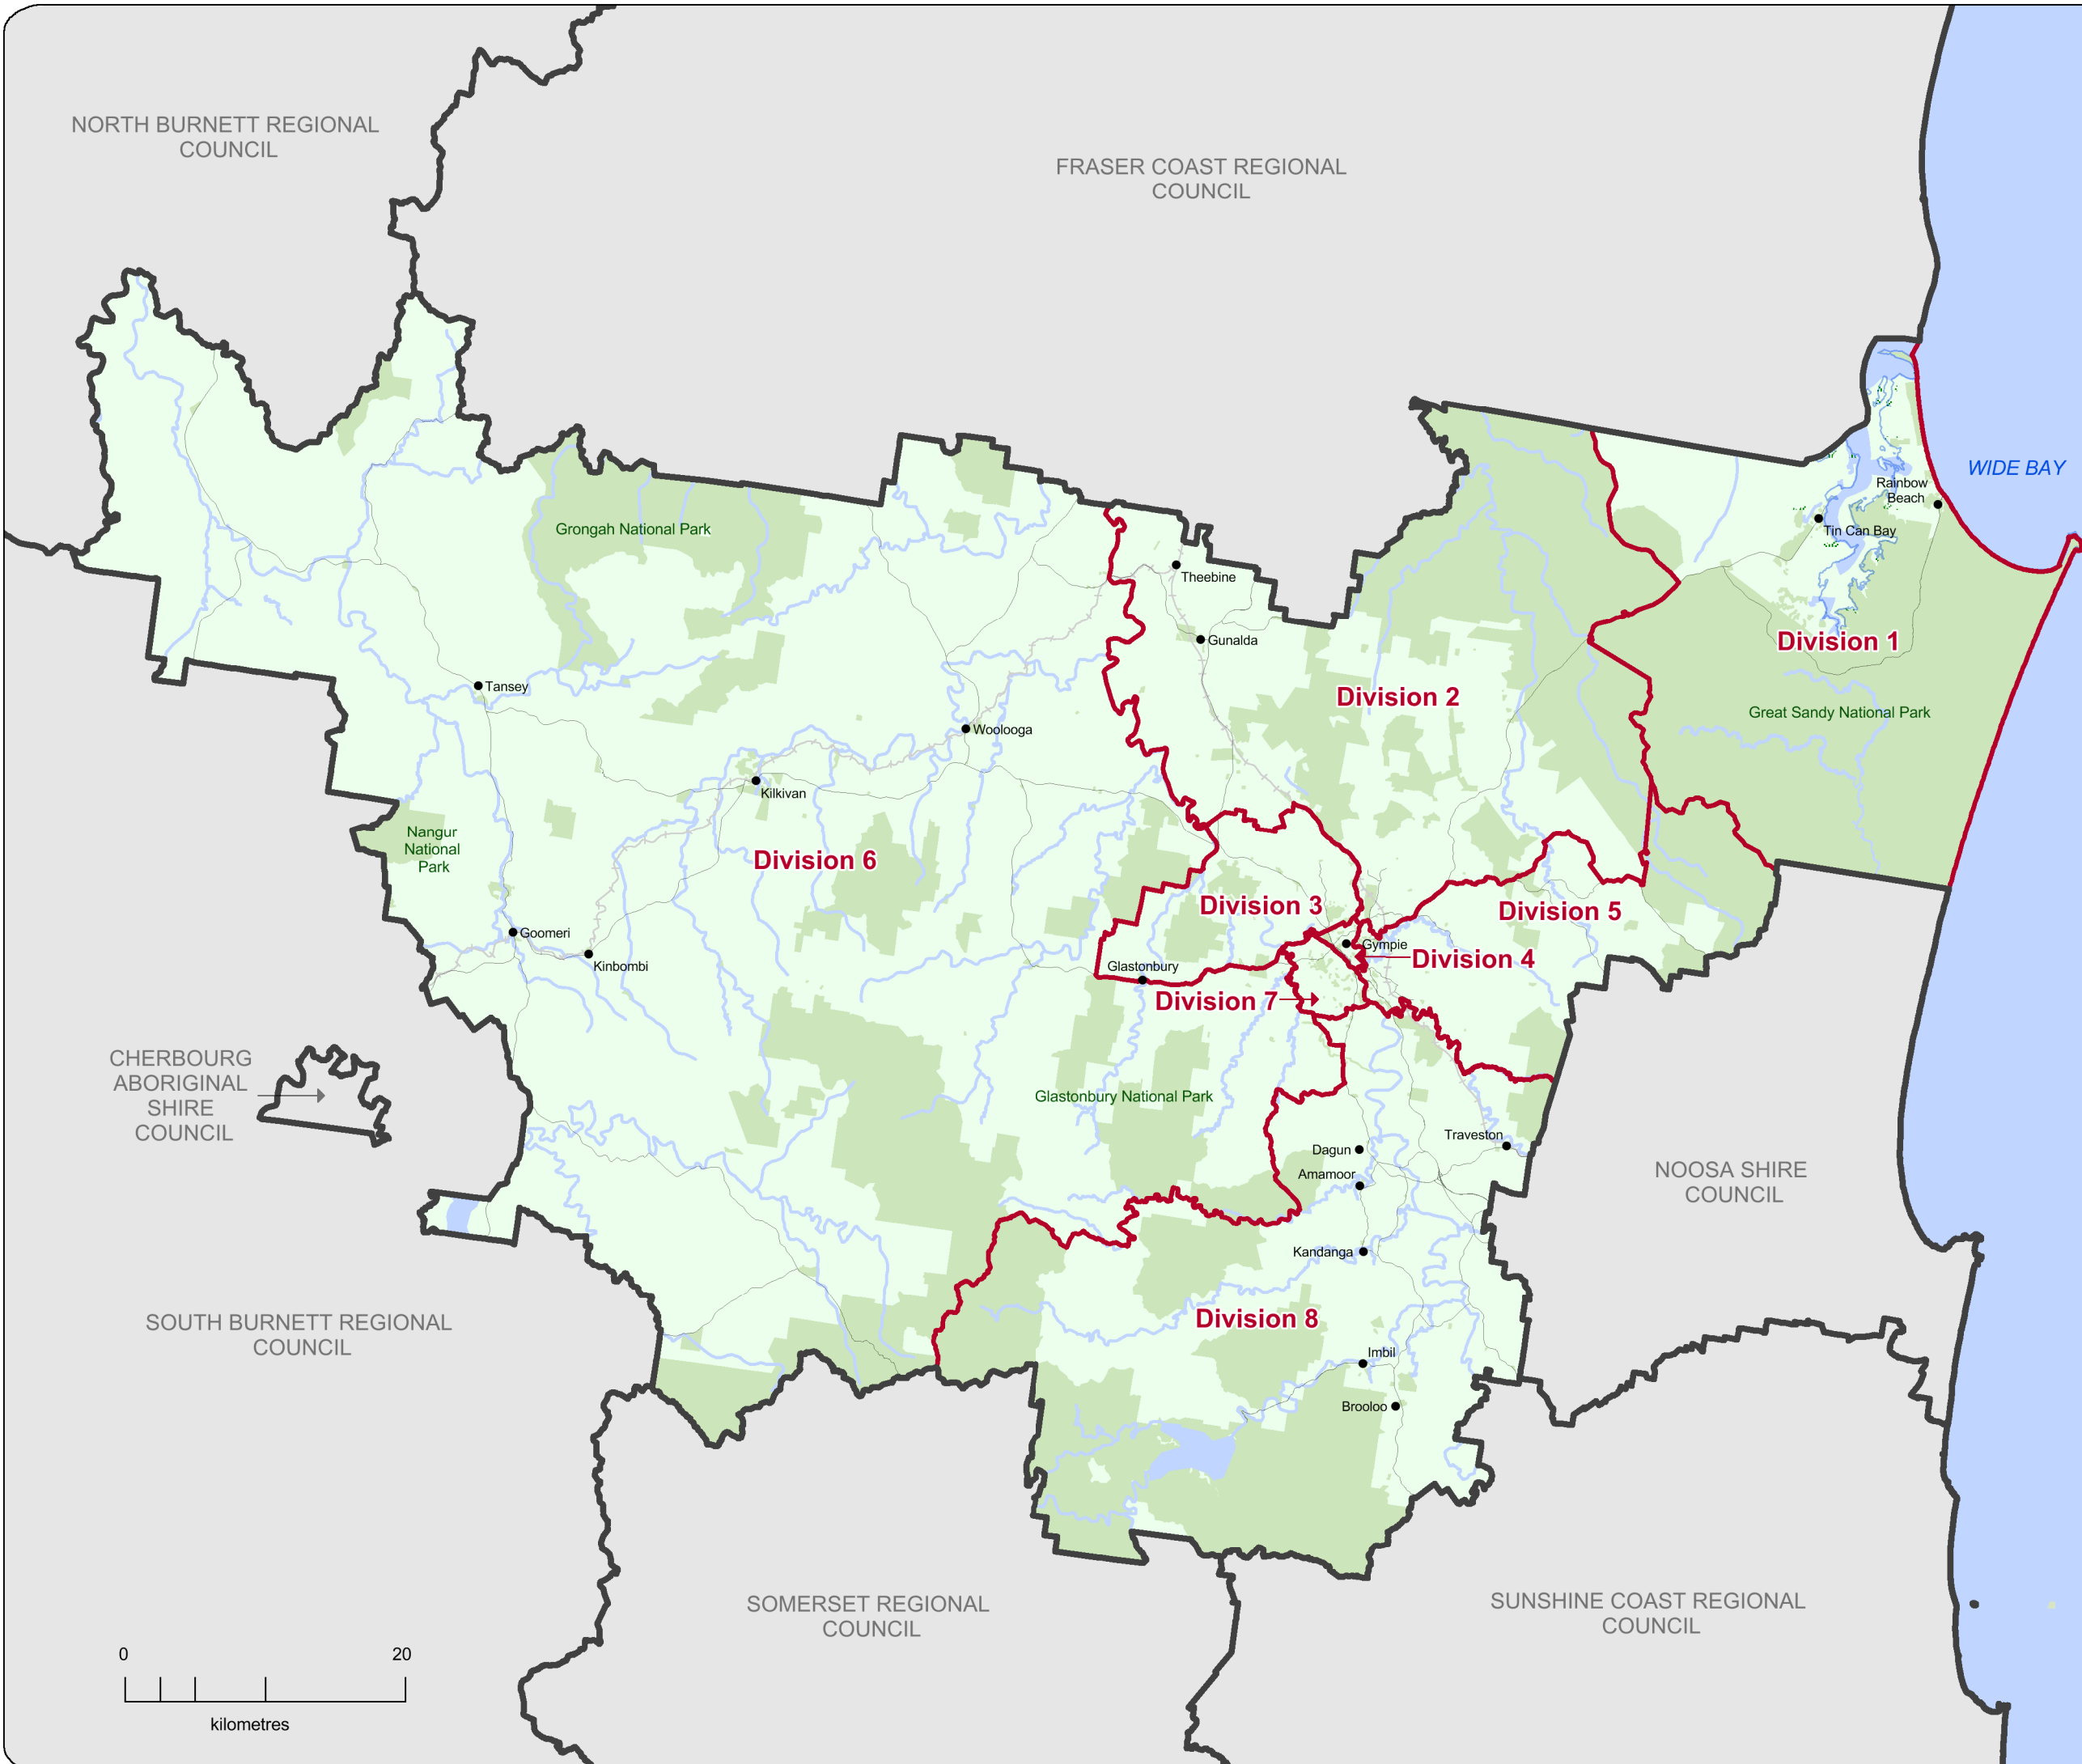 NORTH BURNETT REGIONAL
COUNCIL
FRASER COAST REGIONAL
COUNCIL
WIDE BAY
Rainbow
Beach
Tin Can Bay
Grongah National Park
Theebine
Gunalda
Division 1
Tansey
Division 2
Great Sandy National Park
Woolooga
Kilkivan
Nangur
National
Park
Division 6
Division 3
Division 5
Goomeri
Gympie
Kinbombi
Glastonbury
Division 4
Division 7
CHERBOURG
ABORIGINAL
SHIRE
COUNCIL
Glastonbury National Park
Traveston
Dagun
Amamoor
NOOSA SHIRE
COUNCIL
Kandanga
SOUTH BURNETT REGIONAL
COUNCIL
Division 8
Imbil
Brooloo
SOMERSET REGIONAL
COUNCIL
SUNSHINE COAST REGIONAL
COUNCIL
0 20
kilometres